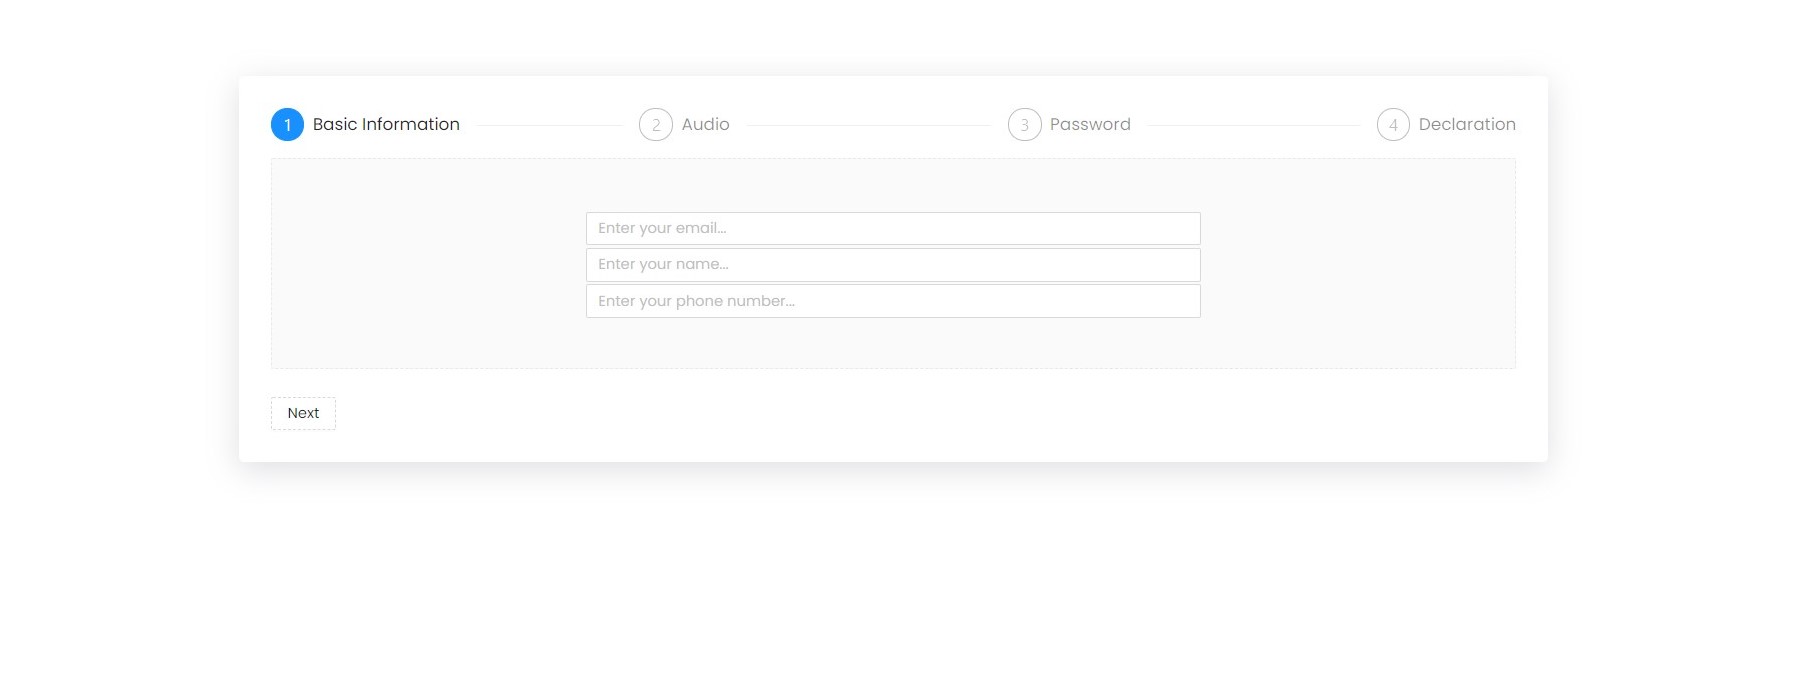 1 Basic Information 2 Audio 3 Password 4 Declaration
Enter your email...
Enter your name...
Enter your phone number...
Next